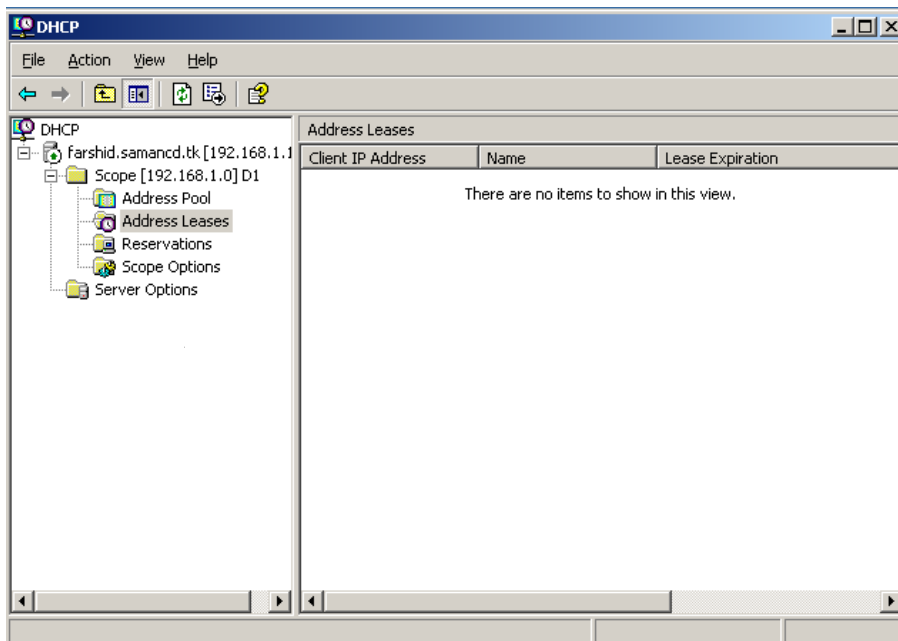 DHCP
File Action View Help
DHCP
farshid.samancd.tk [192.168.1.1
Scope [192.168.1.0] D1
Address Pool
Address Leases
Reservations
Scope Options
Server Options
Address Leases
Client IP Address Name Lease Expiration
There are no items to show in this view.